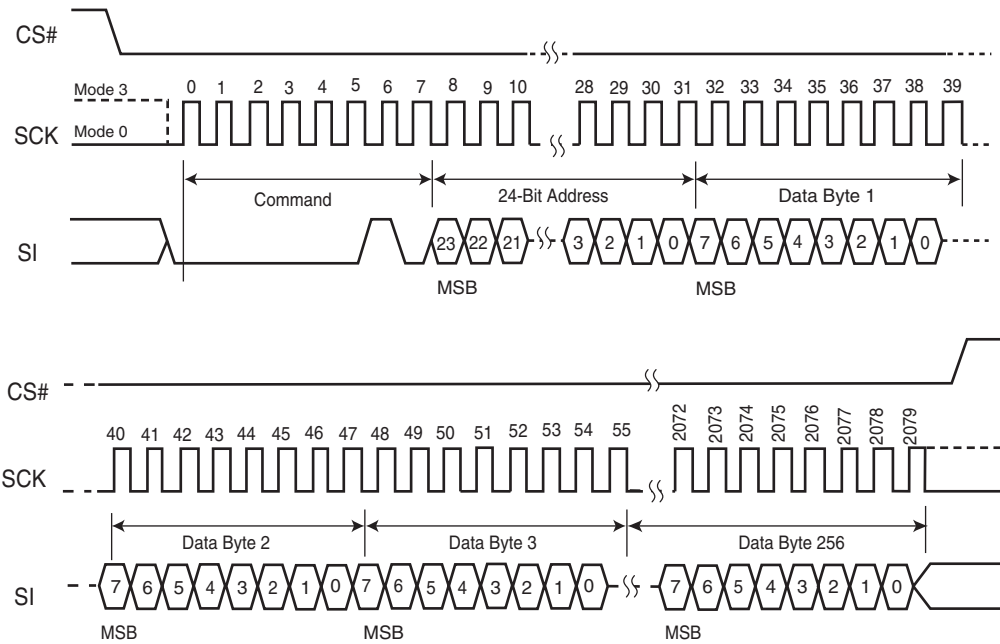 CS#
Mode 3
0 1 2 3 4 5 6 7 8 9 10 28 29 30 31 32 33 34 35 36 37 38 39
SCK
Mode 0
Command 24-Bit Address Data Byte 1
SI
23 22 21 3 2 1 0 7 6 5 4 3 2 1 0
MSB MSB
CS#
40 41 42 43 44 45 46 47 48 49 50 51 52 53 54 55 2072 2073 2074 2075 2076 2077 2078 2079
SCK
Data Byte 2 Data Byte 3 Data Byte 256
SI
7 6 5 4 3 2 1 0 7 6 5 4 3 2 1 0 7 6 5 4 3 2 1 0
MSB MSB MSB